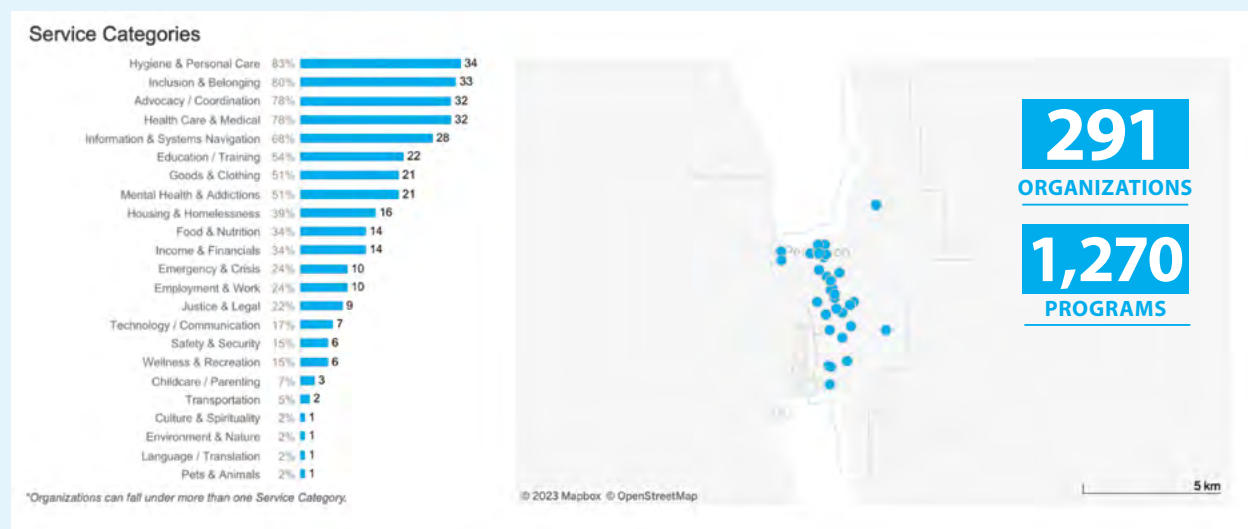 Service Categories
Hygiene & Personal Care 83% 34
Inclusion & Belonging 80% 33
Advocacy / Coordination 78% 32
Health Care & Medical 78% 32
Information & Systems Navigation 68% 28
Education / Training 54% 22
Goods & Clothing 51% 21
Mental Health & Addictions 51% 21
Housing & Homelessness 39% 16
Food & Nutrition 34% 14
Income & Financials 34% 14
Emergency & Crisis 24% 10
Employment & Work 24% 10
Justice & Legal 22% 9
Technology / Communication 17% 7
Safety & Security 15% 6
Wellness & Recreation 15% 6
Childcare / Parenting 7% 3
Transportation 5% 2
Culture & Spirituality 2% 1
Environment & Nature 2% 1
Language / Translation 2% 1
Pets & Animals 2% 1
*Organizations can fall under more than one Service Category.
291
ORGANIZATIONS
1,270
PROGRAMS
© 2023 Mapbox © OpenStreetMap
5 km